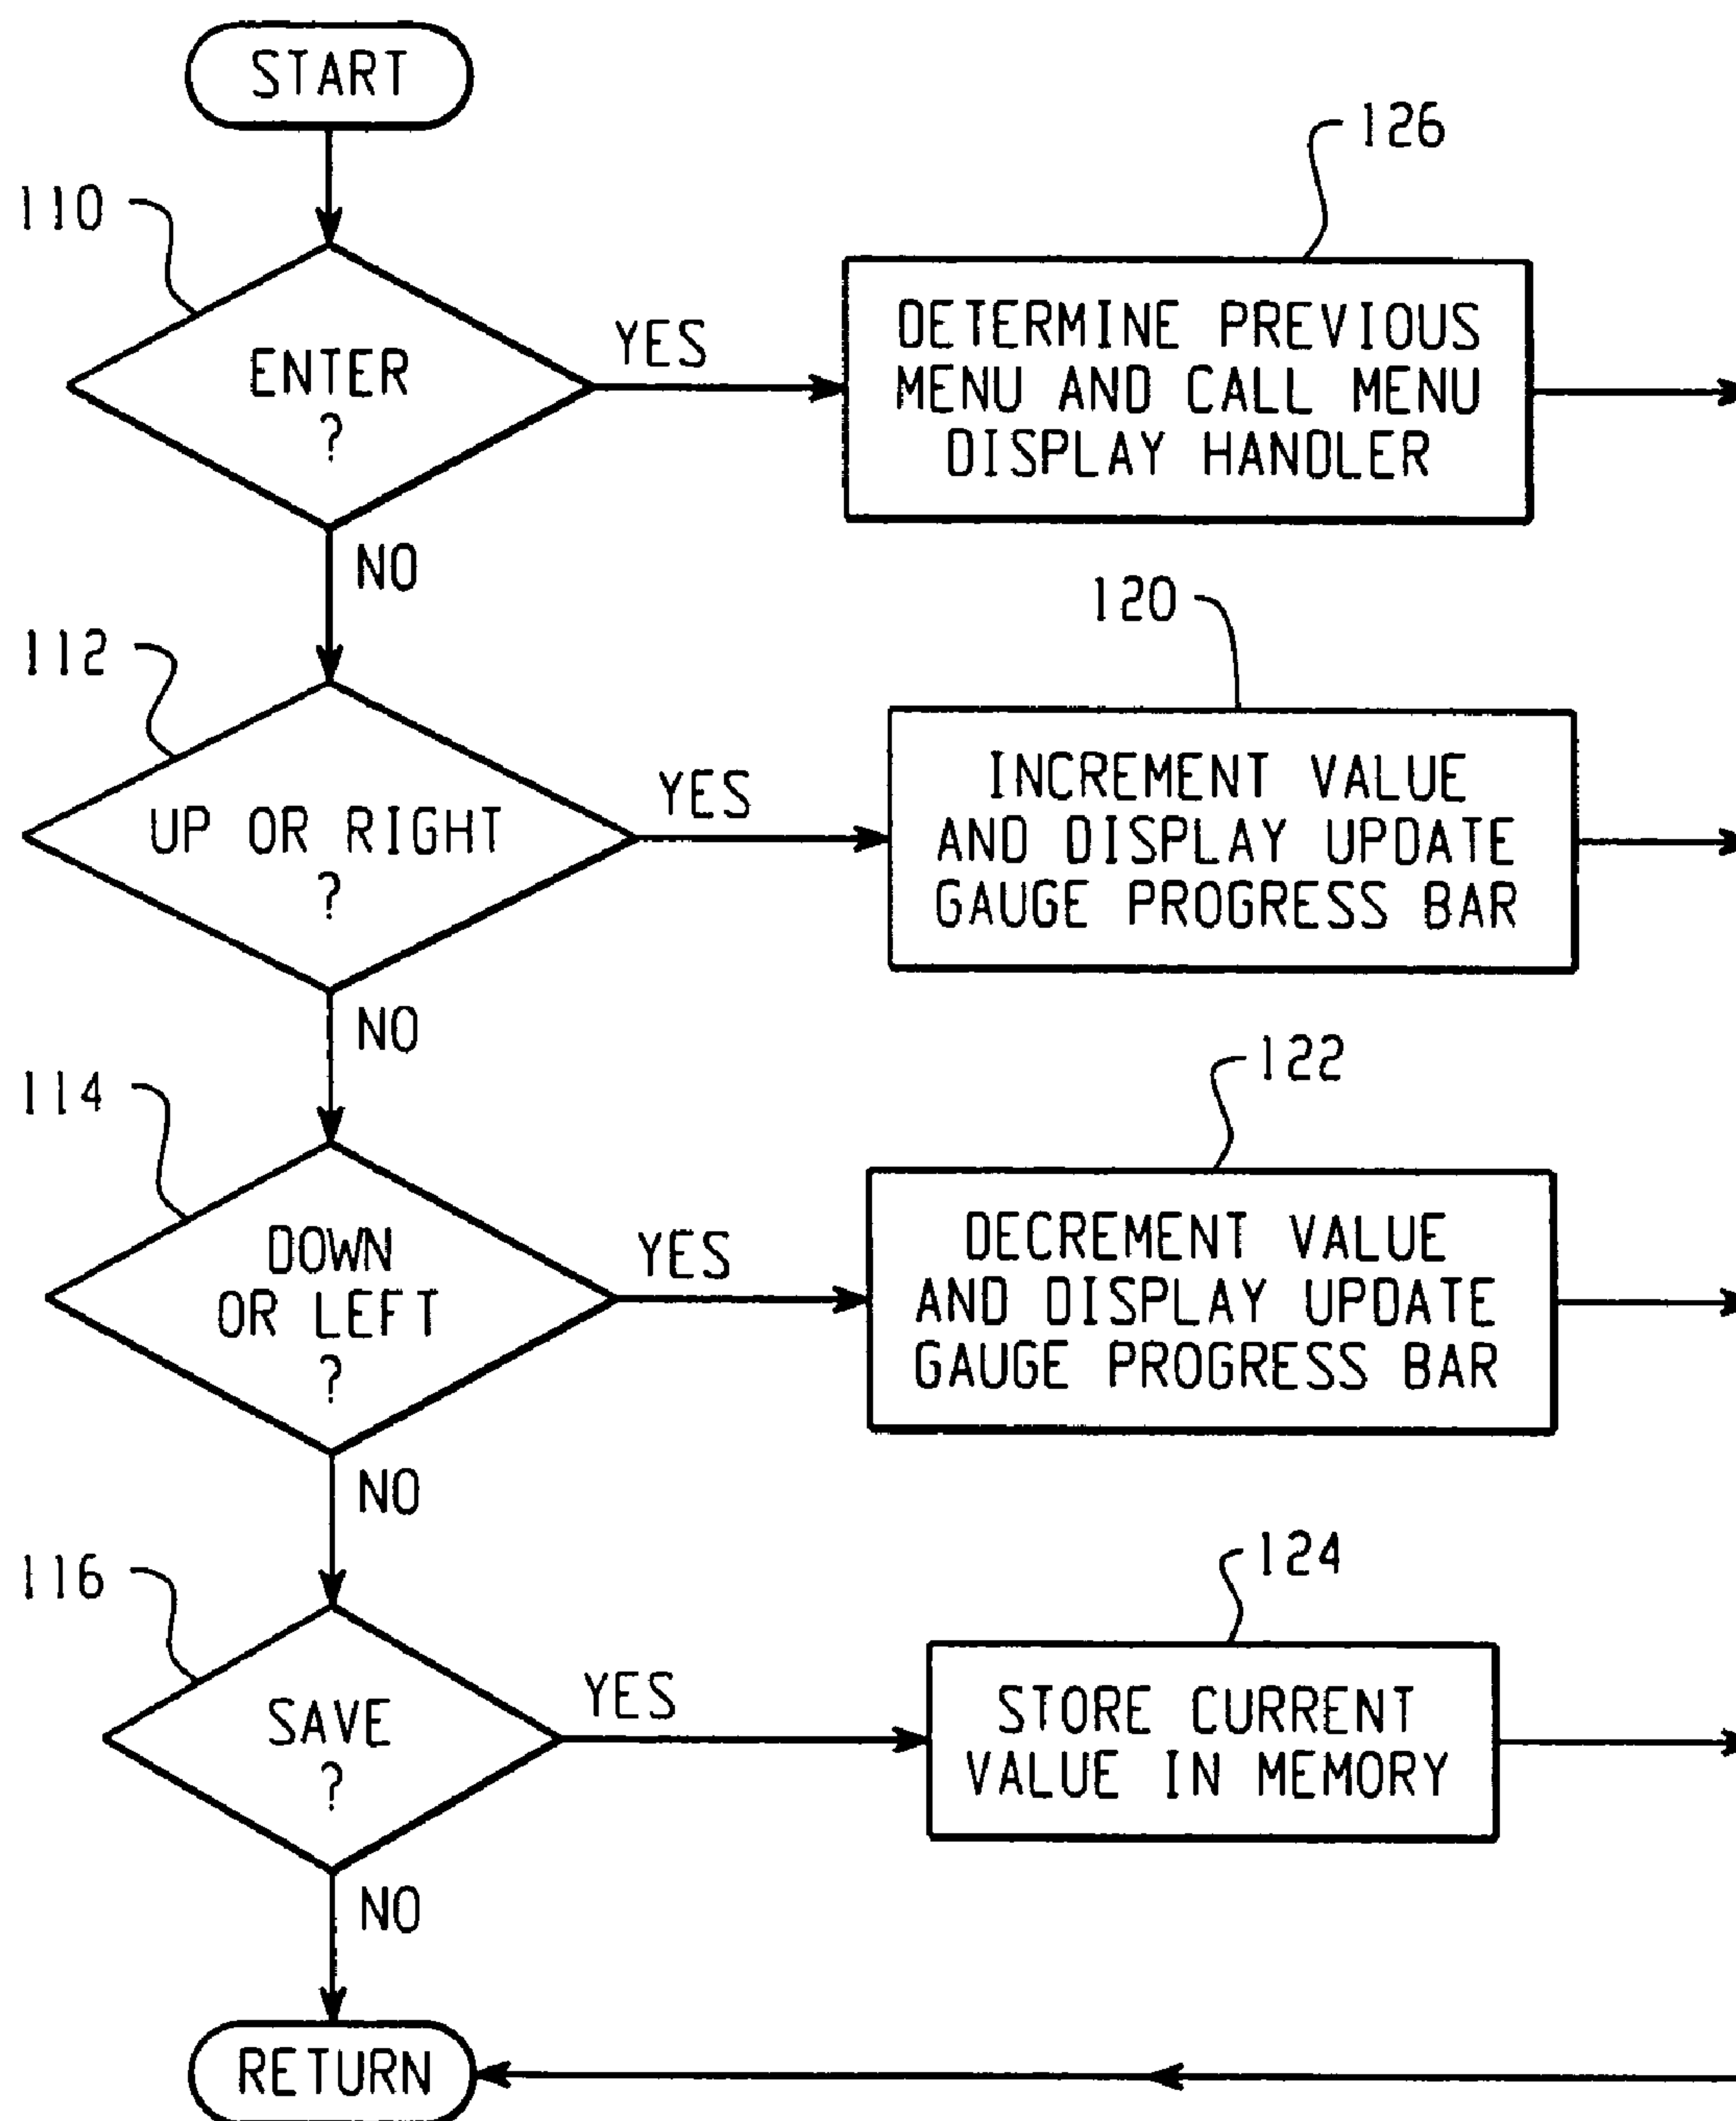 START
110
ENTER
?
YES
126
DETERMINE PREVIOUS
MENU AND CALL MENU
DISPLAY HANDLER
NO
112
UP OR RIGHT
?
YES
120
INCREMENT VALUE
AND DISPLAY UPDATE
GAUGE PROGRESS BAR
NO
114
DOWN
OR LEFT
?
YES
122
DECREMENT VALUE
AND DISPLAY UPDATE
GAUGE PROGRESS BAR
NO
116
SAVE
?
YES
124
STORE CURRENT
VALUE IN MEMORY
NO
RETURN